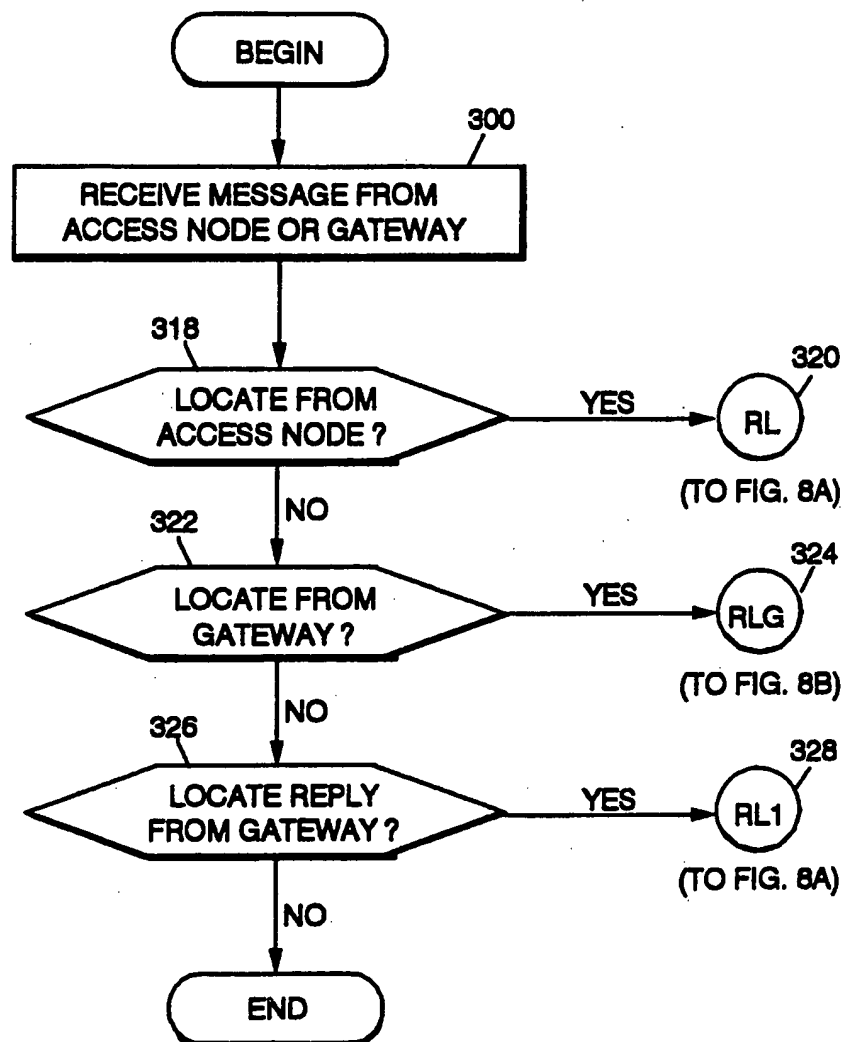 BEGIN
300
RECEIVE MESSAGE FROM
ACCESS NODE OR GATEWAY
318
LOCATE FROM
ACCESS NODE ?
YES
320
RL
(TO FIG. 8A)
NO
322
LOCATE FROM
GATEWAY ?
YES
324
RLG
(TO FIG. 8B)
NO
326
LOCATE REPLY
FROM GATEWAY ?
YES
328
RL1
(TO FIG. 8A)
NO
END